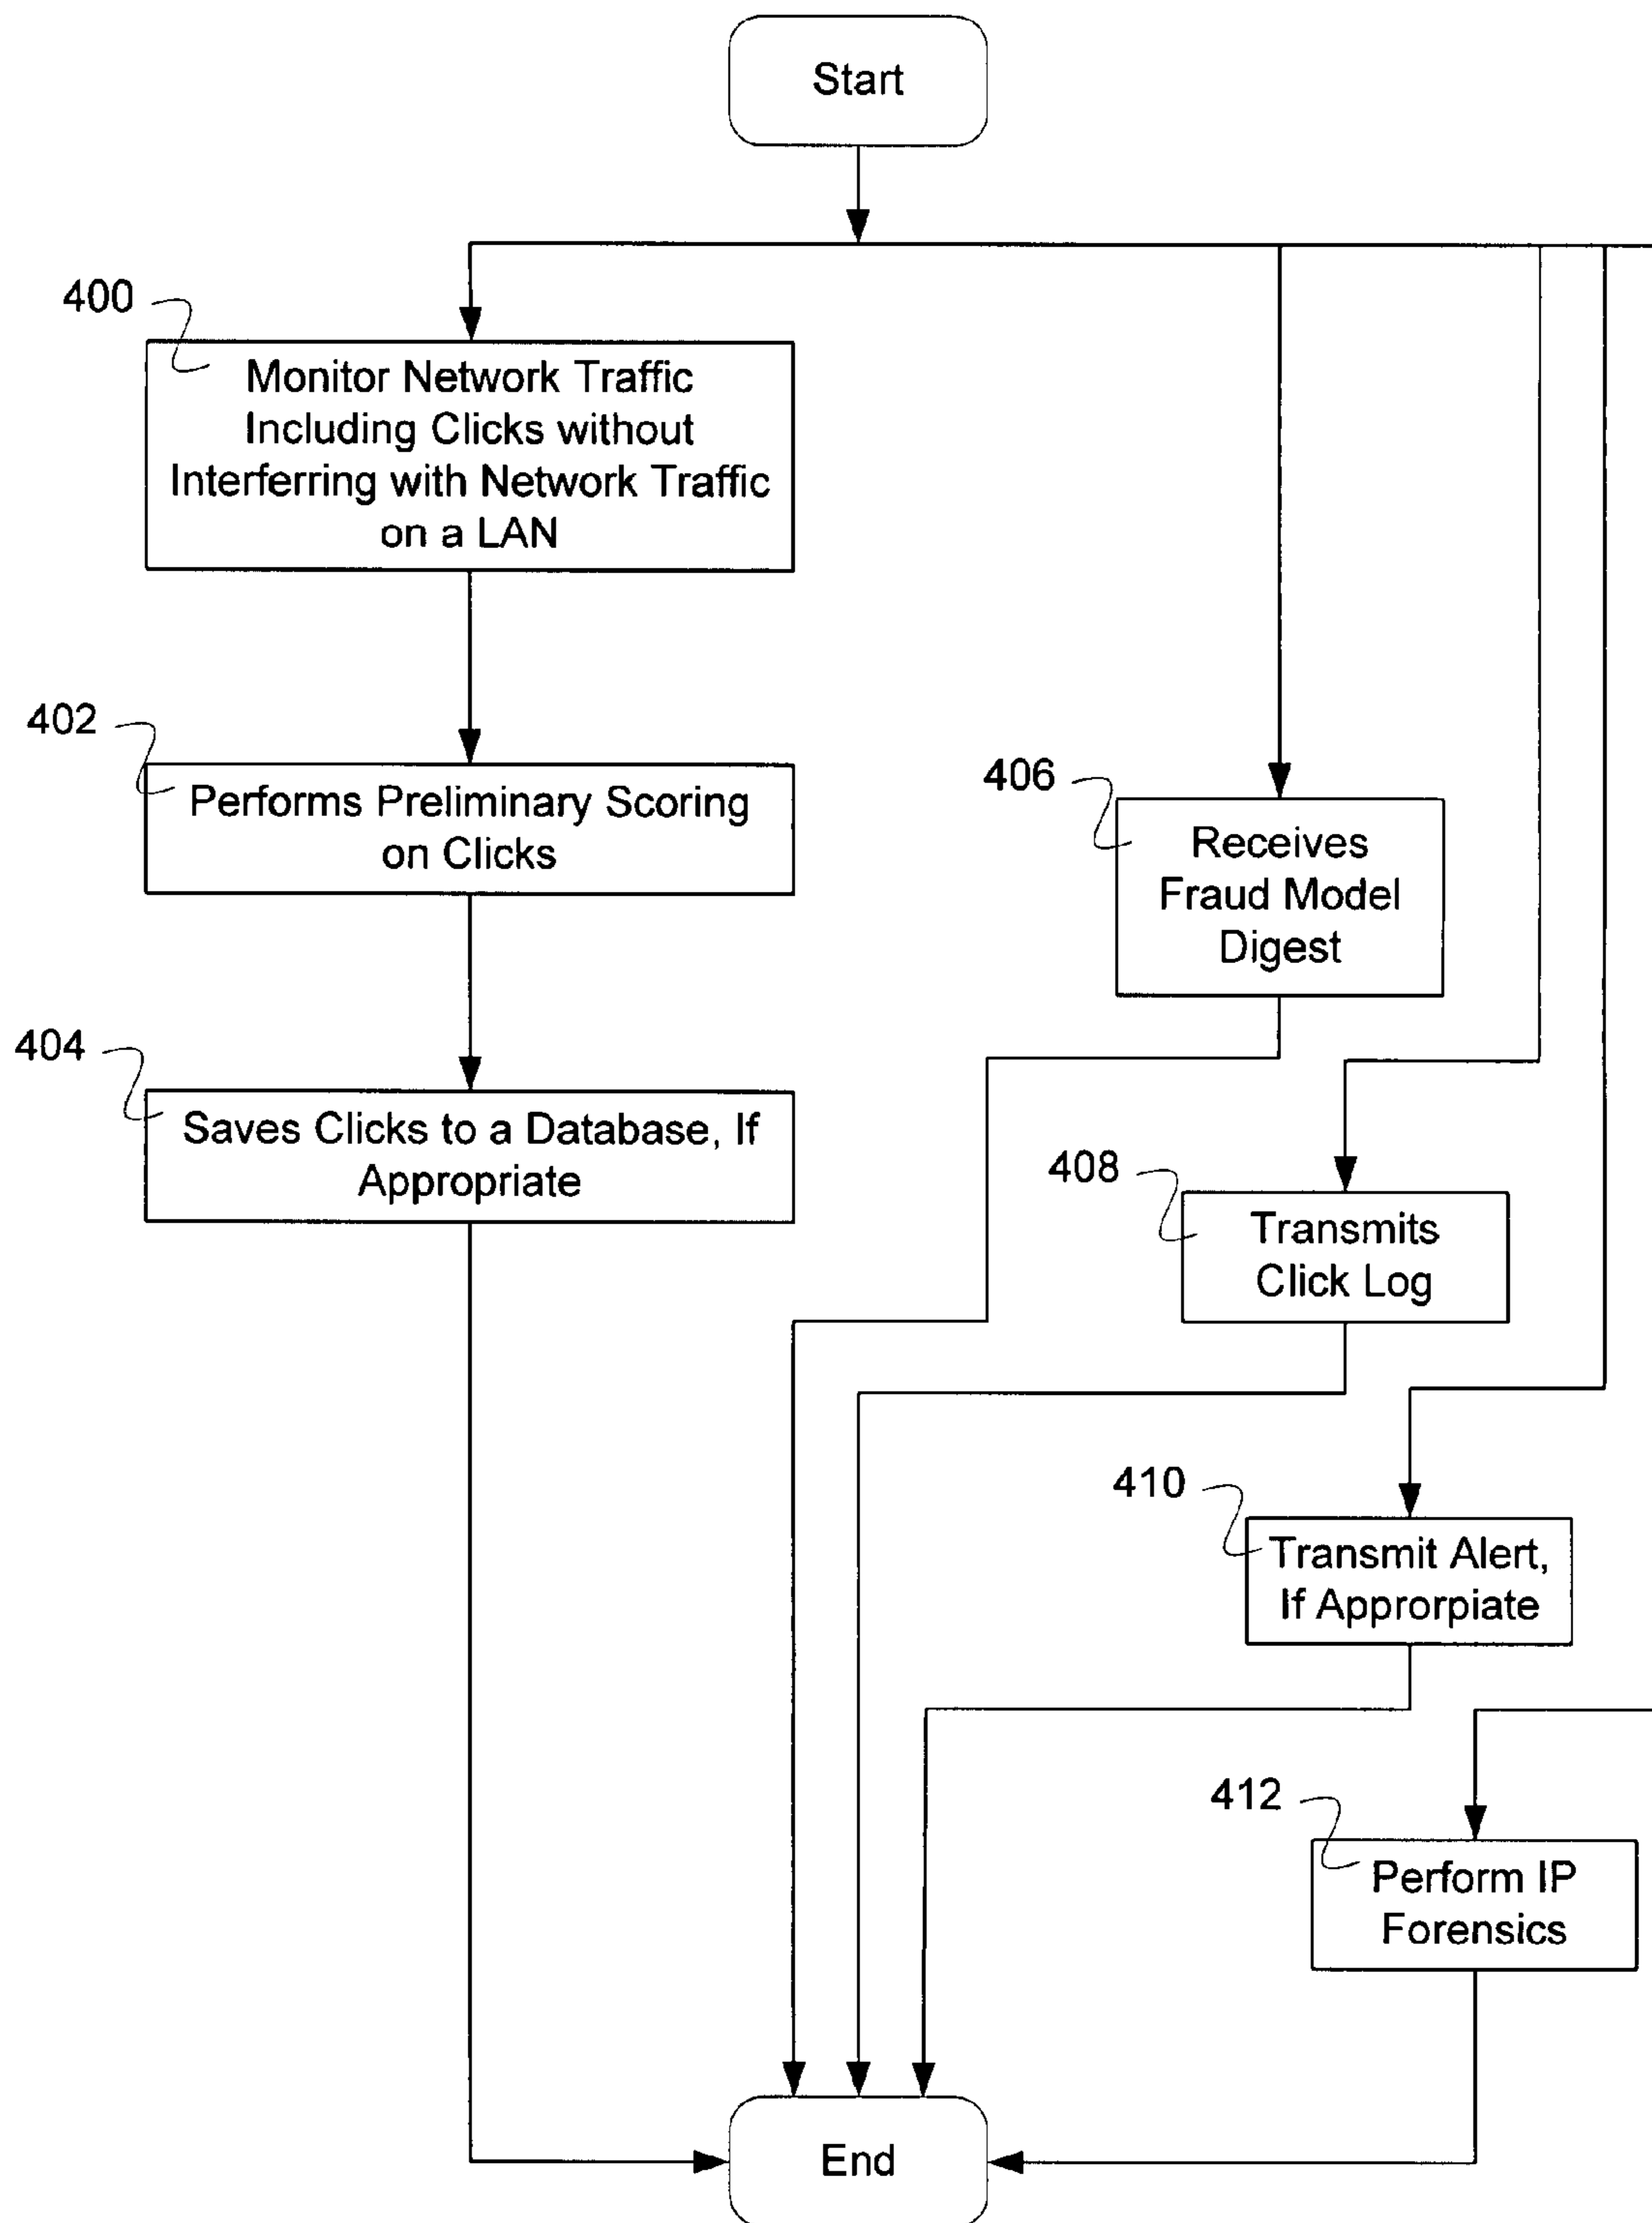 Start
400
Monitor Network Traffic
Including Clicks without
Interferring with Network Traffic
on a LAN
402
Performs Preliminary Scoring
on Clicks
404
Saves Clicks to a Database, If
Appropriate
406
Receives
Fraud Model
Digest
408
Transmits
Click Log
410
Transmit Alert,
If Approrpiate
412
Perform IP
Forensics
End